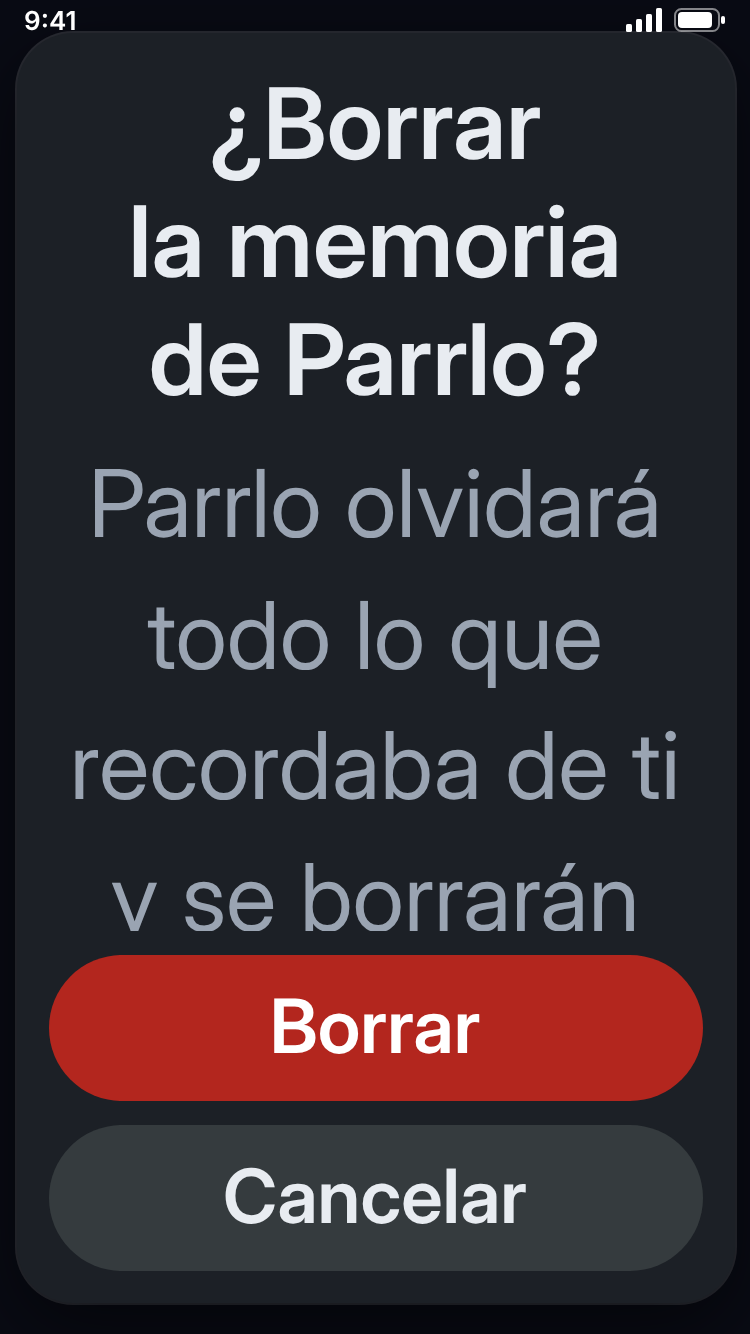 9:41
¿Borrar
la memoria
de Parrlo?
Parrlo olvidará
todo lo que
recordaba de ti
y se borrarán
Borrar
Cancelar